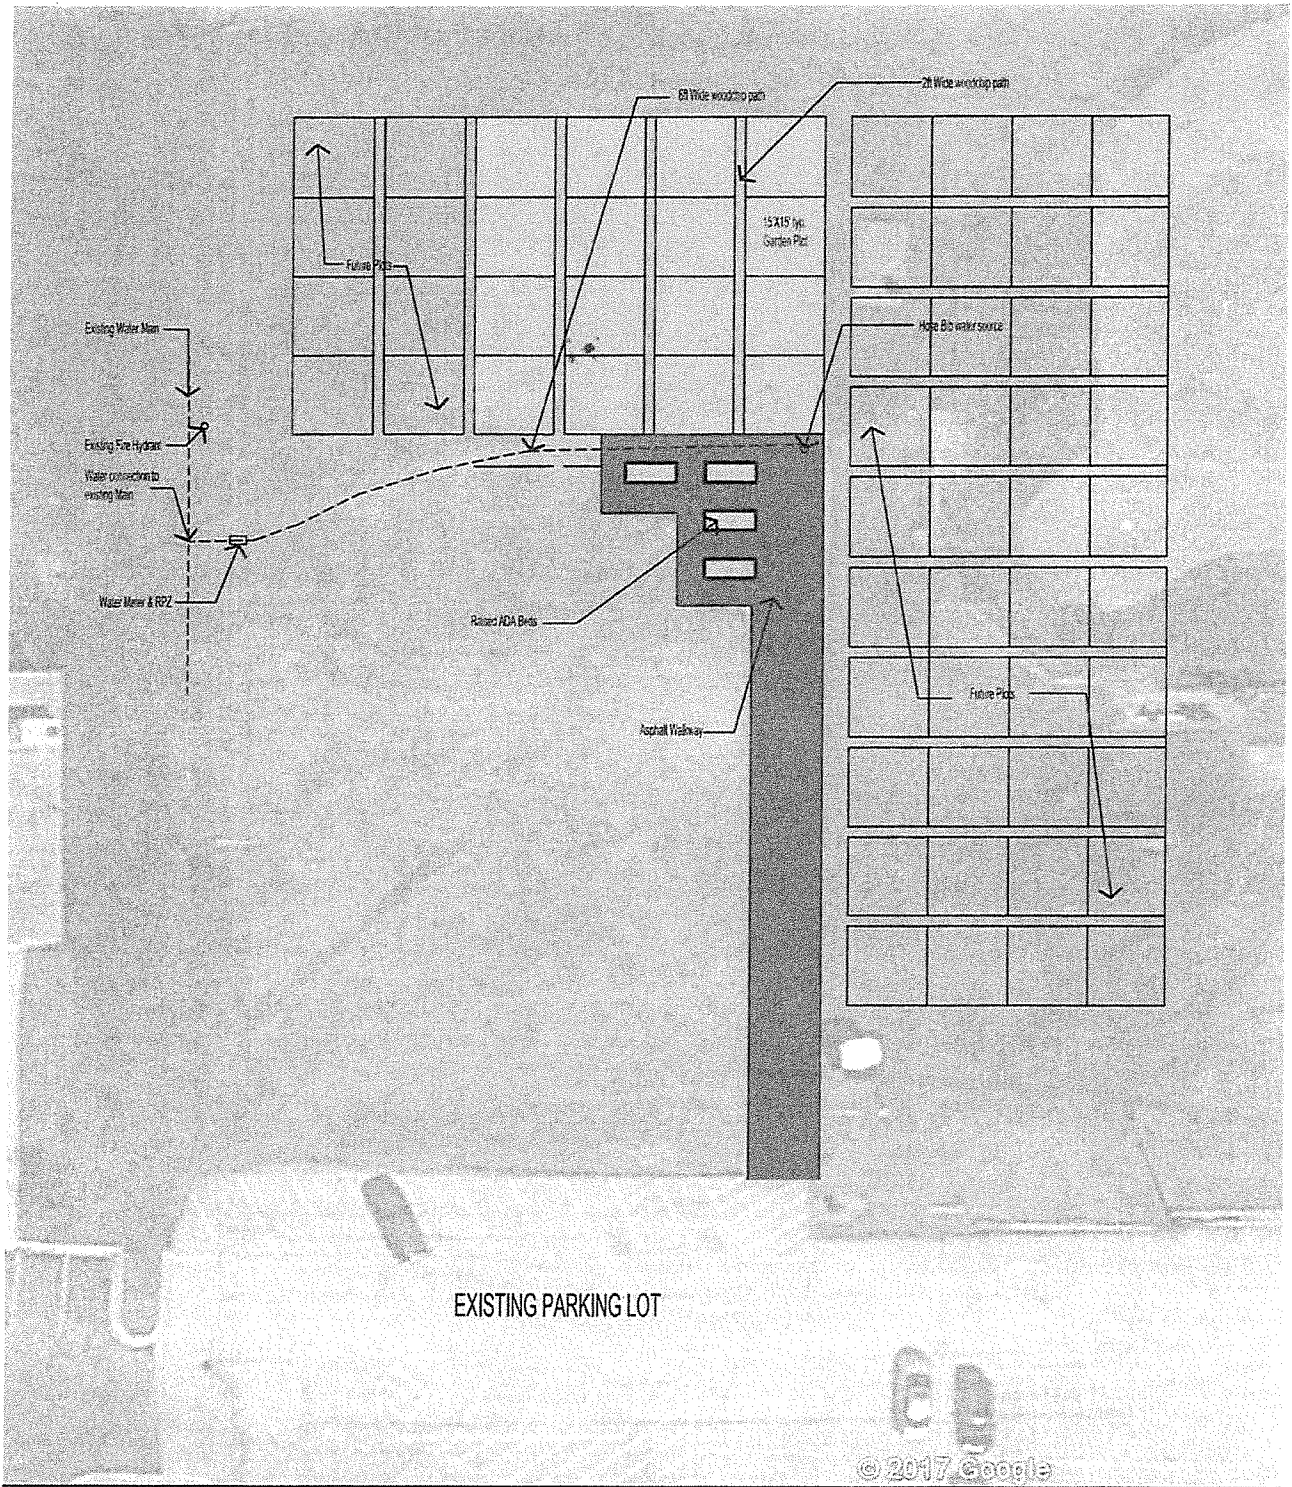 6ft Wide woodchip path
2ft Wide woodchip path
15'X15' typ.
Garden Plot
Future Plots
Existing Water Main
Hose Bib water source
Existing Fire Hydrant
Water connection to
existing Main
Water Meter & RPZ
Raised ADA Beds
Future Plots
Asphalt Walkway
EXISTING PARKING LOT
© 2017 Google